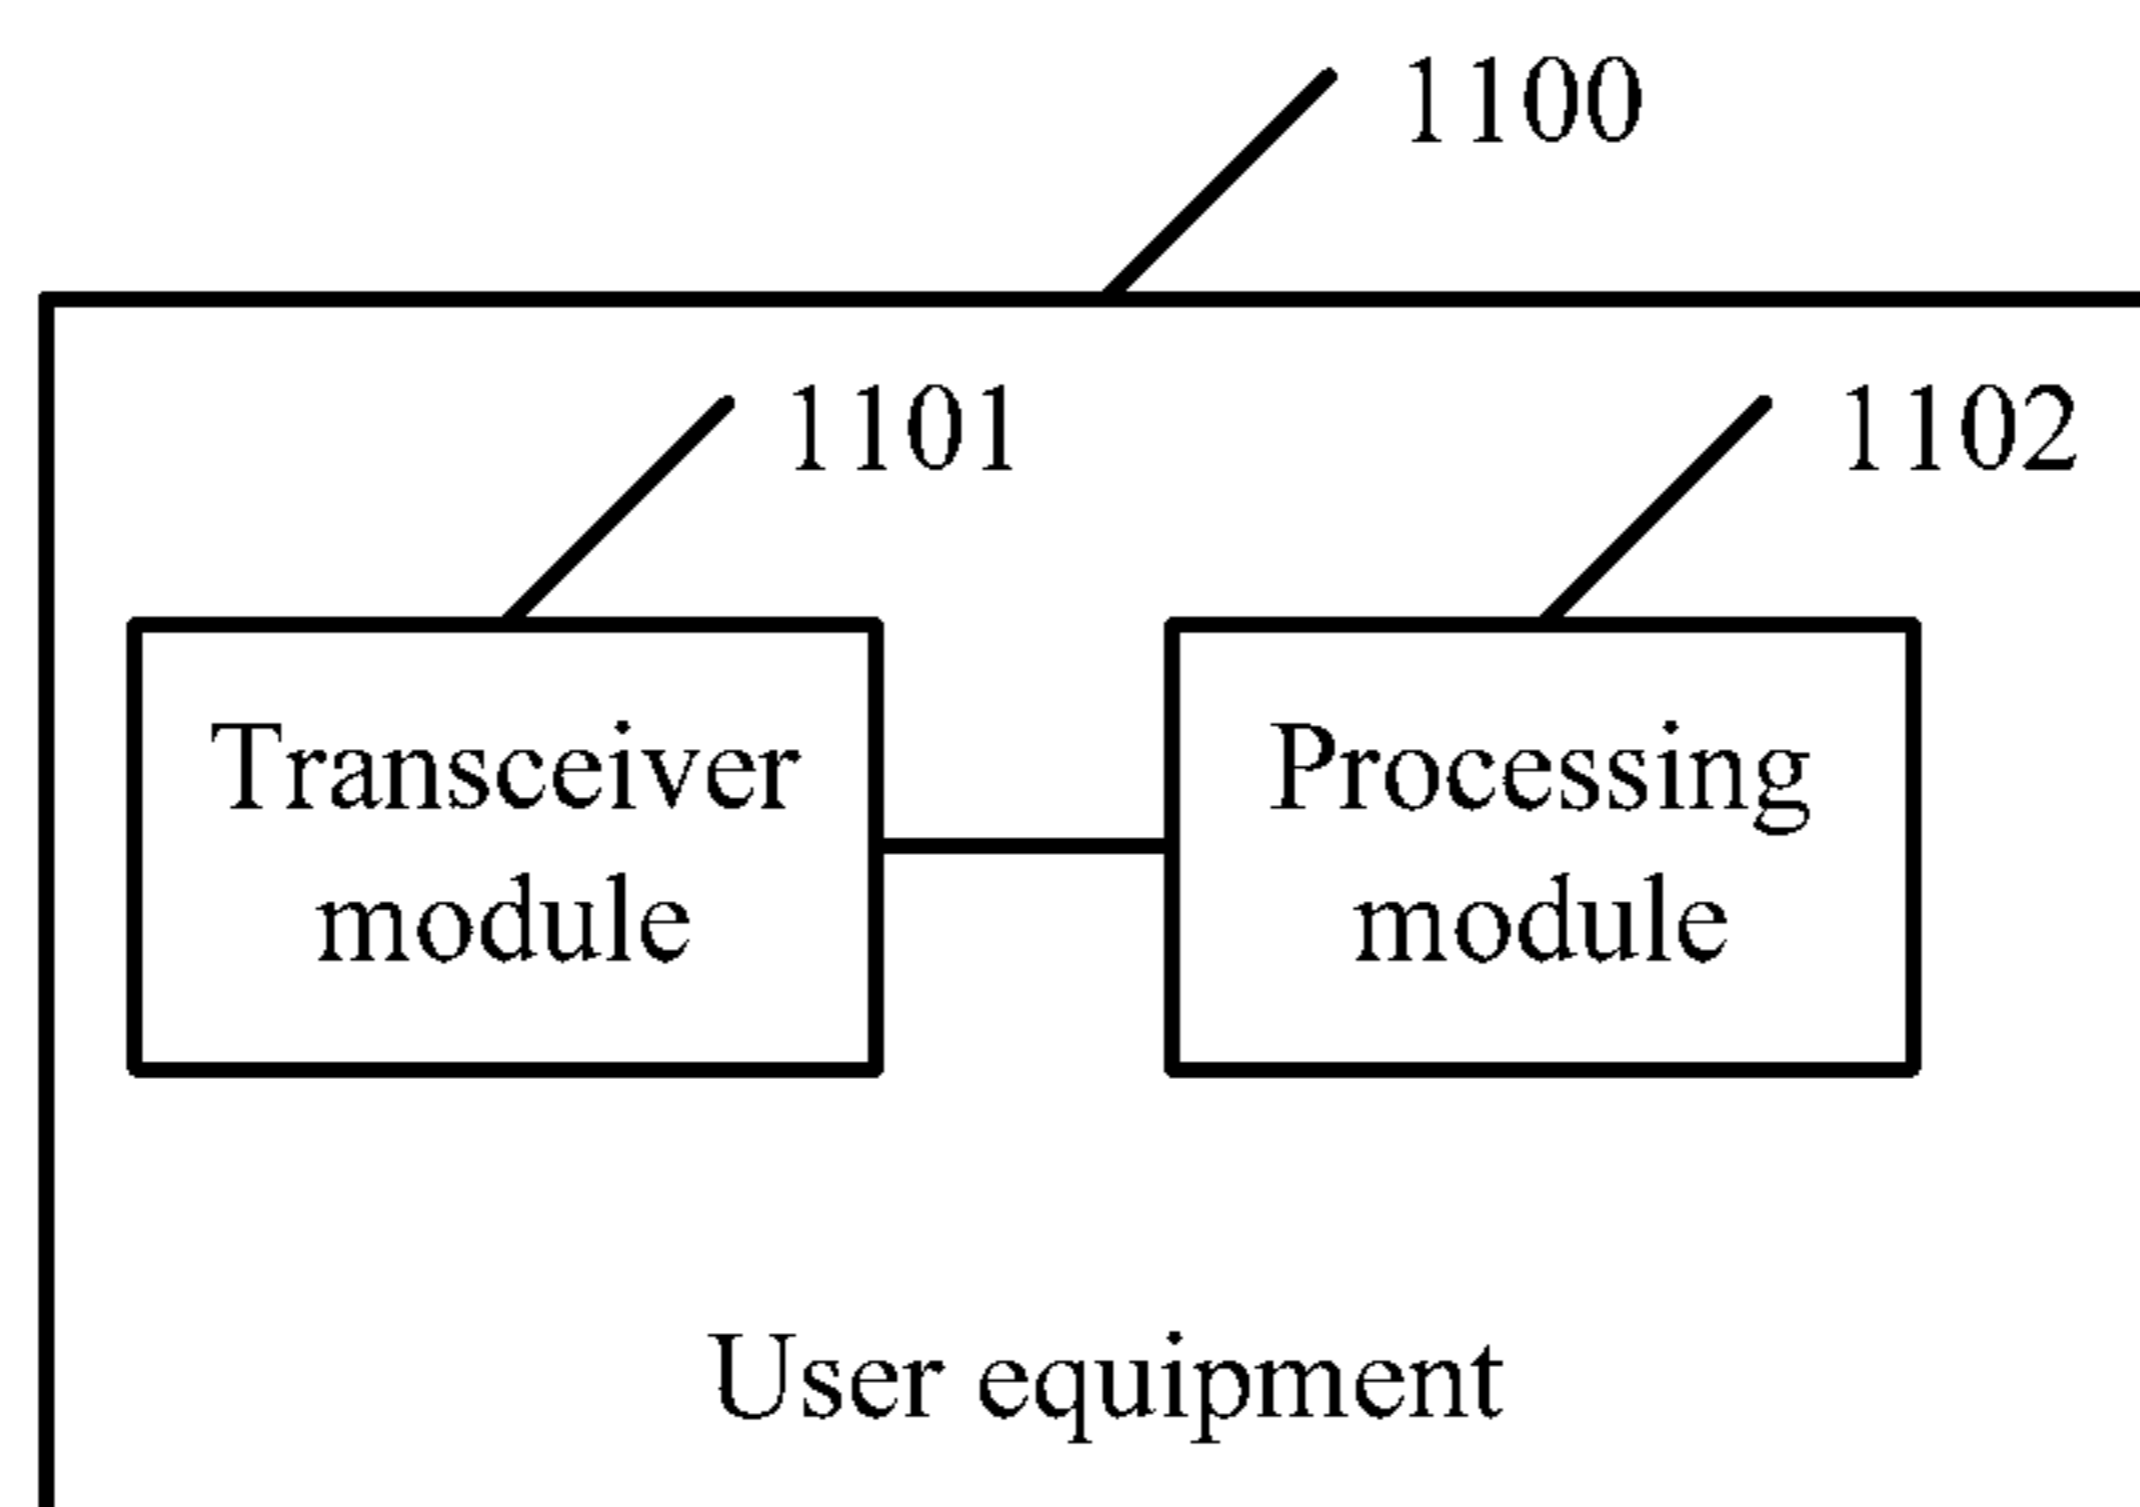 1100
1101
1102
Transceiver
module
Processing
module
User equipment